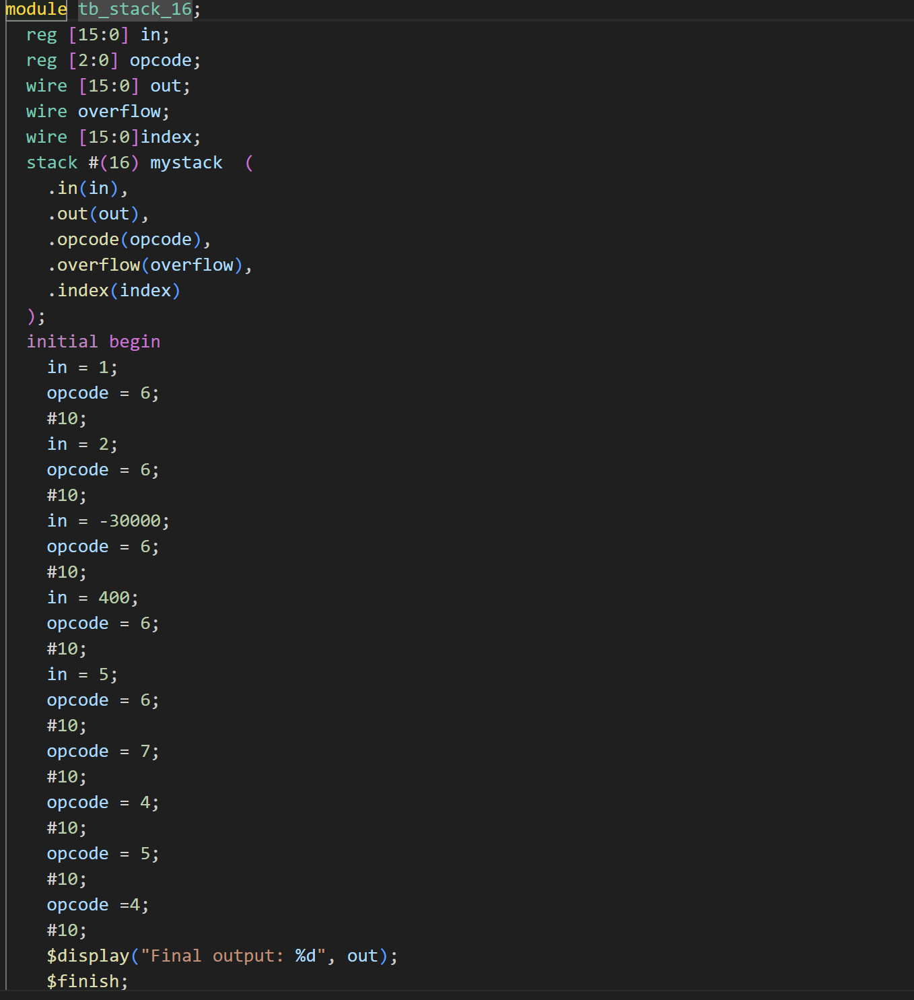 module tb_stack_16;
  reg [15:0] in;
  reg [2:0] opcode;
  wire [15:0] out;
  wire overflow;
  wire [15:0]index;
  stack #(16) mystack  (
    .in(in),
    .out(out),
    .opcode(opcode),
    .overflow(overflow),
    .index(index)
  );
  initial begin
    in = 1;
    opcode = 6;
    #10;
    in = 2;
    opcode = 6;
    #10;
    in = -30000;
    opcode = 6;
    #10;
    in = 400;
    opcode = 6;
    #10;
    in = 5;
    opcode = 6;
    #10;
    opcode = 7;
    #10;
    opcode = 4;
    #10;
    opcode = 5;
    #10;
    opcode =4;
    #10;
    $display("Final output: %d", out);
    $finish;